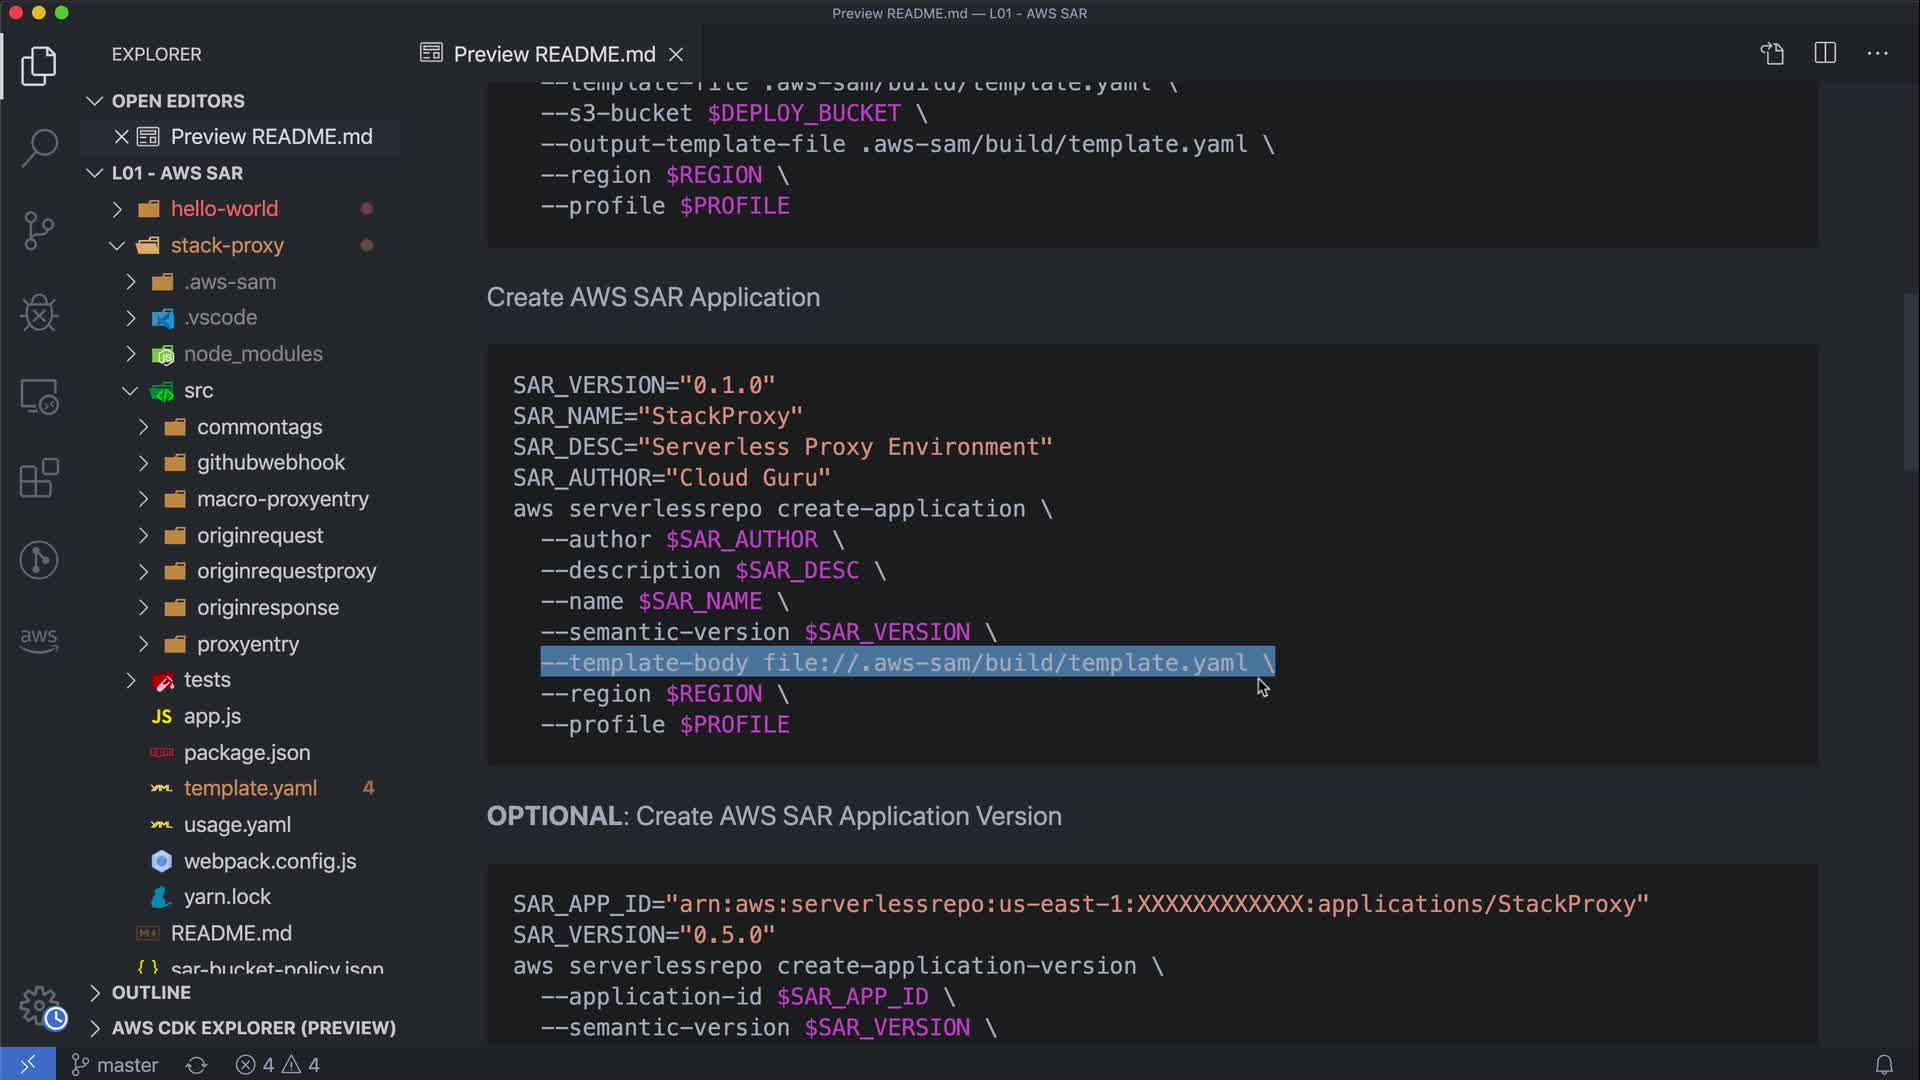 Preview README.md — L01 - AWS SAR
EXPLORER
OPEN EDITORS
Preview README.md
L01 - AWS SAR
hello-world
stack-proxy
.aws-sam
.vscode
node_modules
src
commontags
githubwebhook
macro-proxyentry
originrequest
originrequestproxy
originresponse
proxyentry
tests
JS app.js
package.json
YML template.yaml 4
YML usage.yaml
webpack.config.js
yarn.lock
README.md
{} sar-bucket-policy.json
OUTLINE
AWS CDK EXPLORER (PREVIEW)
aws
Preview README.md
--template-file .aws-sam/build/template.yaml \
--s3-bucket $DEPLOY_BUCKET \
--output-template-file .aws-sam/build/template.yaml \
--region $REGION \
--profile $PROFILE
Create AWS SAR Application
SAR_VERSION="0.1.0"
SAR_NAME="StackProxy"
SAR_DESC="Serverless Proxy Environment"
SAR_AUTHOR="Cloud Guru"
aws serverlessrepo create-application \
--author $SAR_AUTHOR \
--description $SAR_DESC \
--name $SAR_NAME \
--semantic-version $SAR_VERSION \
--template-body file://.aws-sam/build/template.yaml \
--region $REGION \
--profile $PROFILE
OPTIONAL: Create AWS SAR Application Version
SAR_APP_ID="arn:aws:serverlessrepo:us-east-1:XXXXXXXXXXXX:applications/StackProxy"
SAR_VERSION="0.5.0"
aws serverlessrepo create-application-version \
--application-id $SAR_APP_ID \
--semantic-version $SAR_VERSION \
master 4 4